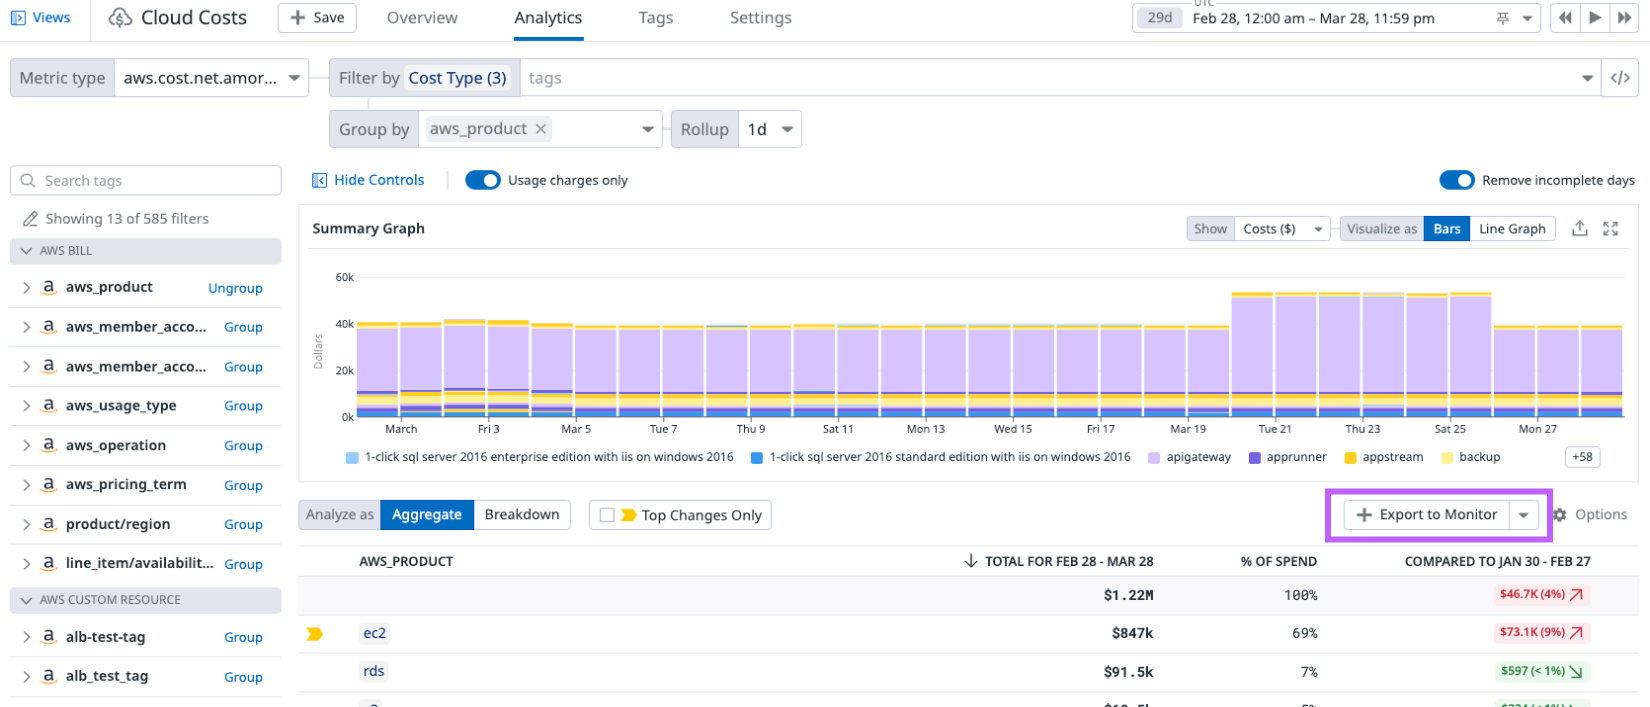 Views
Cloud Costs
+ Save
Overview
Analytics
Tags
Settings
UTC
29d Feb 28, 12:00 am – Mar 28, 11:59 pm
Metric type aws.cost.net.amor...
Filter by Cost Type (3) tags
</>
Group by aws_product ×
Rollup 1d
Search tags
Hide Controls
Usage charges only
Remove incomplete days
Showing 13 of 585 filters
AWS BILL
aws_product Ungroup
aws_member_acco... Group
aws_member_acco... Group
aws_usage_type Group
aws_operation Group
aws_pricing_term Group
product/region Group
line_item/availabilit... Group
AWS CUSTOM RESOURCE
alb-test-tag Group
alb_test_tag Group
Summary Graph
Show Costs ($)
Visualize as Bars Line Graph
60k
40k
20k
0k
Dollars
March Fri 3 Mar 5 Tue 7 Thu 9 Sat 11 Mon 13 Wed 15 Fri 17 Mar 19 Tue 21 Thu 23 Sat 25 Mon 27
1-click sql server 2016 enterprise edition with iis on windows 2016 1-click sql server 2016 standard edition with iis on windows 2016 apigateway apprunner appstream backup +58
Analyze as Aggregate Breakdown
Top Changes Only
+ Export to Monitor
Options
AWS_PRODUCT TOTAL FOR FEB 28 - MAR 28 % OF SPEND COMPARED TO JAN 30 - FEB 27
$1.22M 100% $46.7K (4%)
ec2 $847k 69% $73.1K (9%)
rds $91.5k 7% $597 (< 1%)